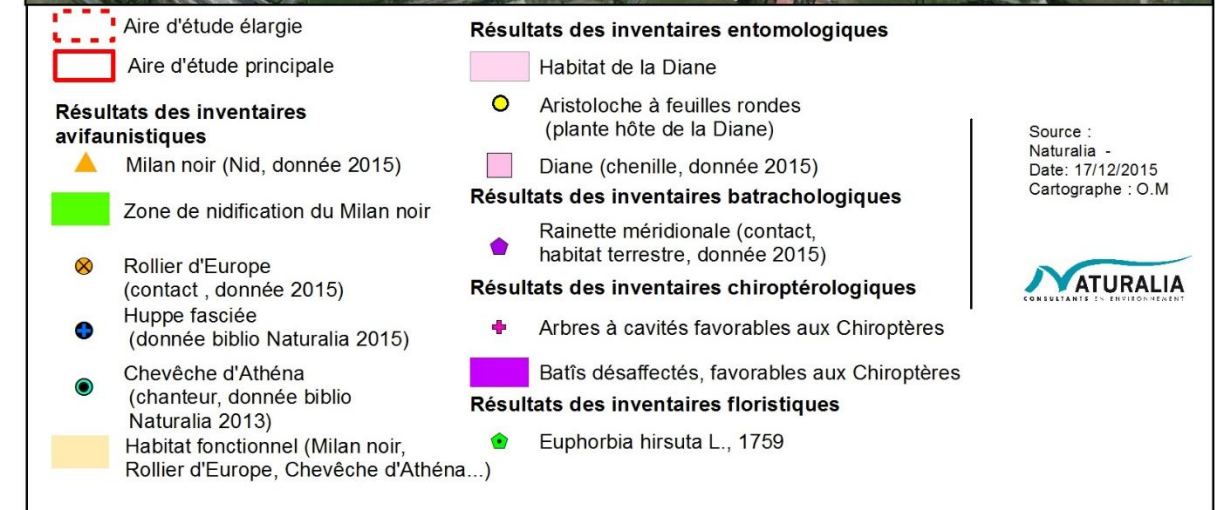 Aire d'étude élargie
Aire d'étude principale
Résultats des inventaires
avifaunistiques
Milan noir (Nid, donnée 2015)
Zone de nidification du Milan noir
Rollier d'Europe
(contact , donnée 2015)
Huppe fasciée
(donnée biblio Naturalia 2015)
Chevêche d'Athéna
(chanteur, donnée biblio
Naturalia 2013)
Habitat fonctionnel (Milan noir,
Rollier d'Europe, Chevêche d'Athéna...)
Résultats des inventaires entomologiques
Habitat de la Diane
Aristoloche à feuilles rondes
(plante hôte de la Diane)
Diane (chenille, donnée 2015)
Résultats des inventaires batrachologiques
Rainette méridionale (contact,
habitat terrestre, donnée 2015)
Résultats des inventaires chiroptérologiques
Arbres à cavités favorables aux Chiroptères
Batîs désaffectés, favorables aux Chiroptères
Résultats des inventaires floristiques
Euphorbia hirsuta L., 1759
Source :
Naturalia -
Date: 17/12/2015
Cartographe : O.M
NATURALIA
CONSULTANTS EN ENVIRONNEMENT